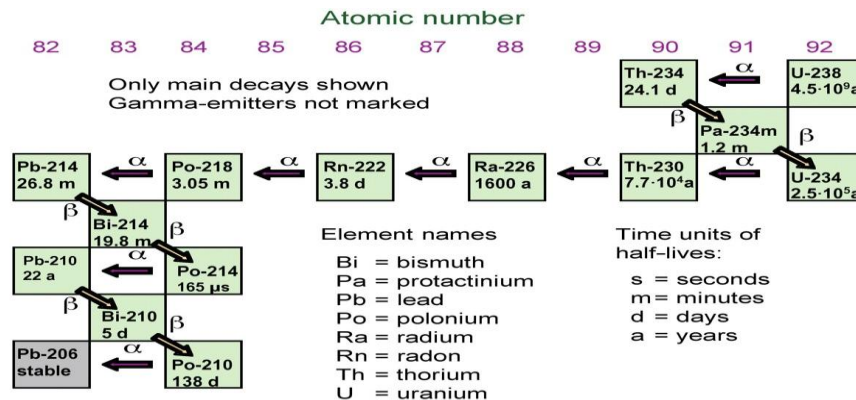 Atomic number
82 83 84 85 86 87 88 89 90 91 92
Only main decays shown
Gamma-emitters not marked
Th-234
24.1 d
α
U-238
4.5·10⁹a
β
Pa-234m
1.2 m
β
Pb-214
26.8 m
α
Po-218
3.05 m
α
Rn-222
3.8 d
α
Ra-226
1600 a
α
Th-230
7.7·10⁴a
α
U-234
2.5·10⁵a
β
Bi-214
19.8 m
β
Pb-210
22 a
α
Po-214
165 µs
β
Bi-210
5 d
β
Pb-206
stable
α
Po-210
138 d
Element names
Bi = bismuth
Pa = protactinium
Pb = lead
Po = polonium
Ra = radium
Rn = radon
Th = thorium
U = uranium
Time units of
half-lives:
s = seconds
m = minutes
d = days
a = years